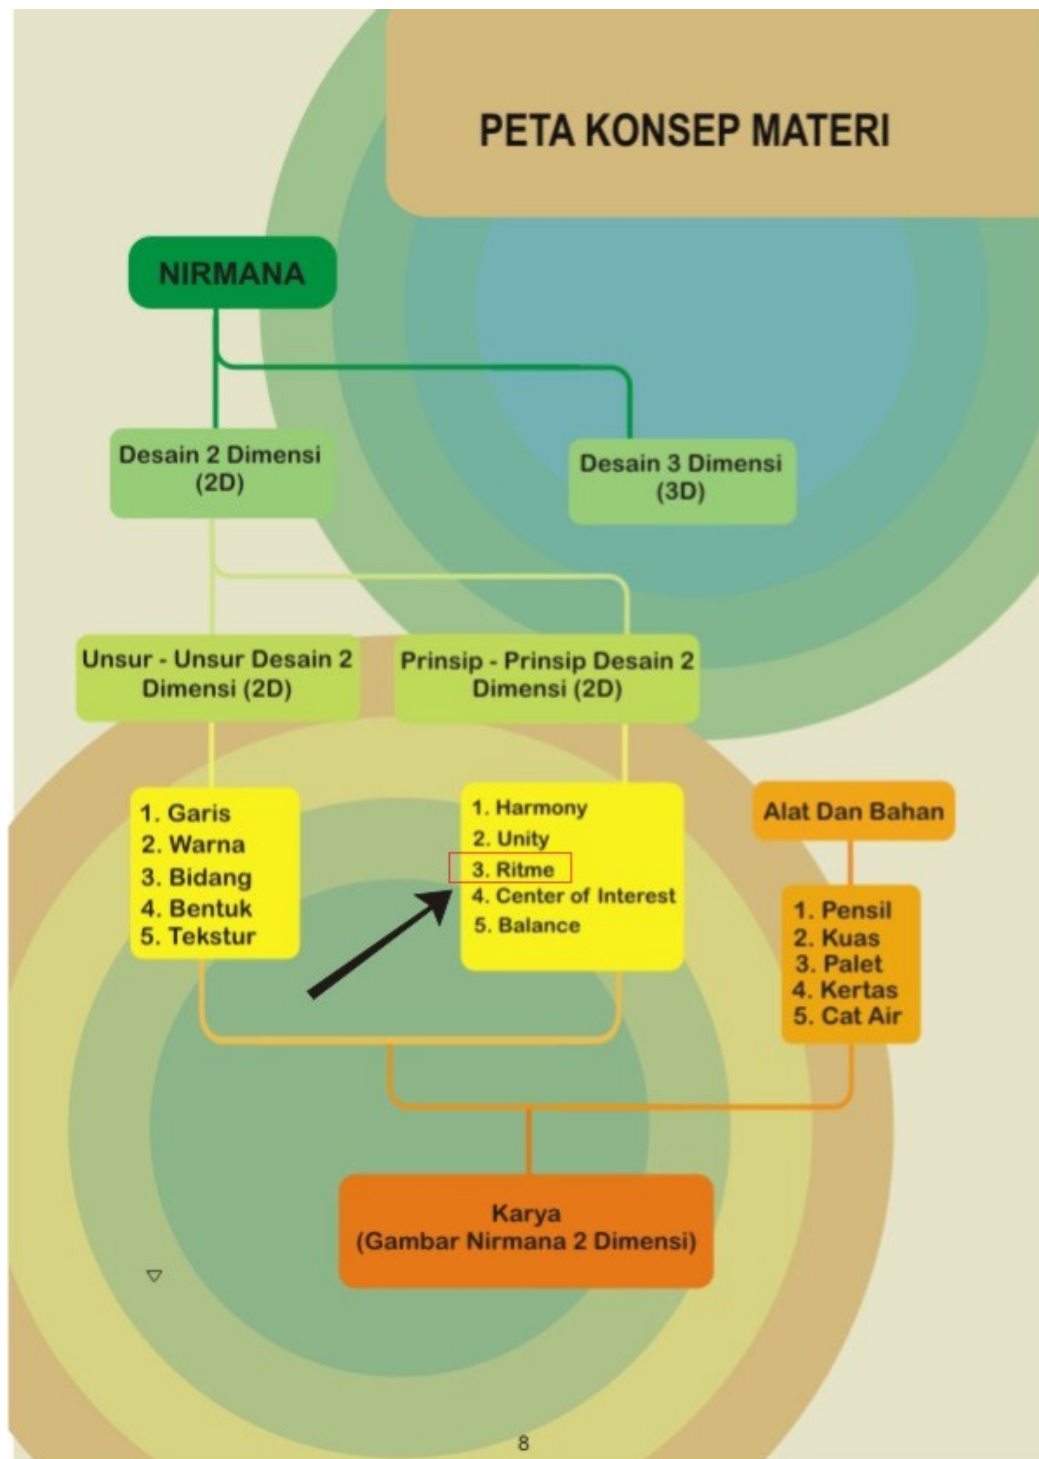 PETA KONSEP MATERI
NIRMANA
Desain 2 Dimensi
(2D)
Desain 3 Dimensi
(3D)
Unsur - Unsur Desain 2
Dimensi (2D)
Prinsip - Prinsip Desain 2
Dimensi (2D)
1. Garis
2. Warna
3. Bidang
4. Bentuk
5. Tekstur
1. Harmony
2. Unity
3. Ritme
4. Center of Interest
5. Balance
Alat Dan Bahan
1. Pensil
2. Kuas
3. Palet
4. Kertas
5. Cat Air
Karya
(Gambar Nirmana 2 Dimensi)
8